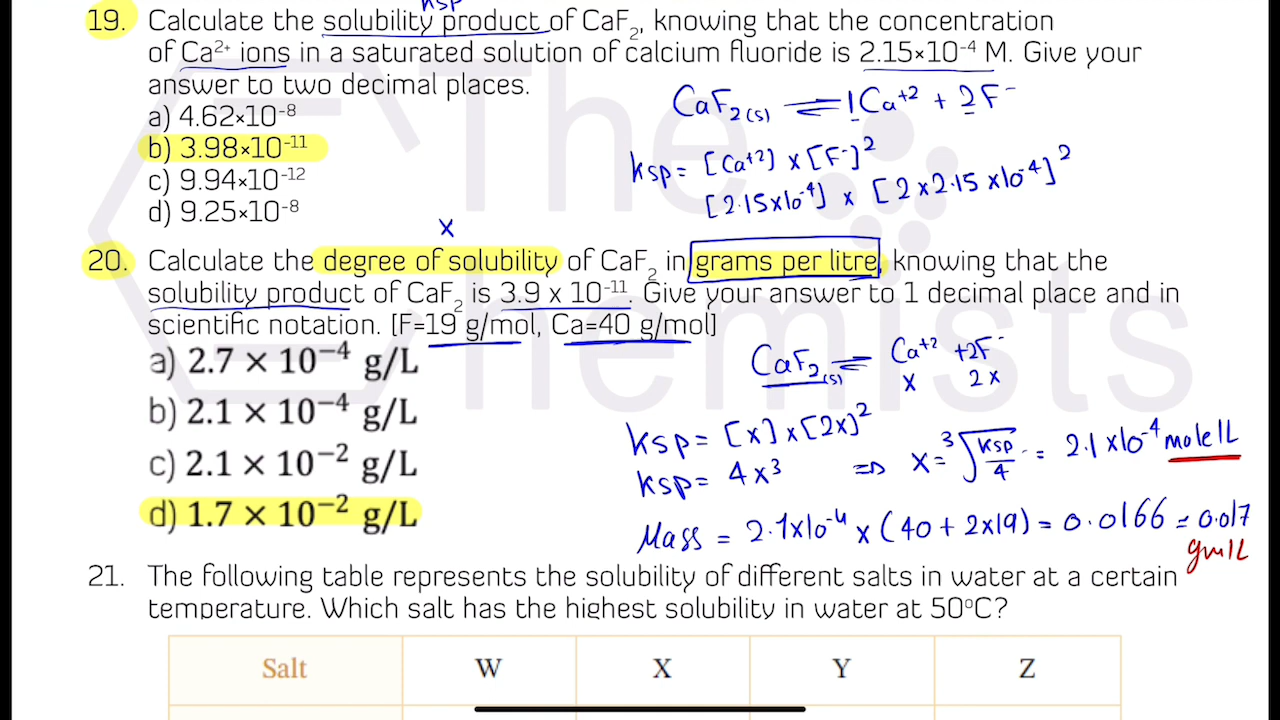 ksp
19. Calculate the solubility product of CaF₂, knowing that the concentration
of Ca²⁺ ions in a saturated solution of calcium fluoride is 2.15×10⁻⁴ M. Give your
answer to two decimal places.
CaF₂(s) ⇌ 1Ca⁺² + 2F⁻
a) 4.62×10⁻⁸
b) 3.98×10⁻¹¹
ksp = [Ca⁺²] x [F⁻]²
c) 9.94×10⁻¹²
[2.15x10⁻⁴] x [2x2.15x10⁻⁴]²
d) 9.25×10⁻⁸
x
20. Calculate the degree of solubility of CaF₂ in grams per litre, knowing that the
solubility product of CaF₂ is 3.9 x 10⁻¹¹. Give your answer to 1 decimal place and in
scientific notation. [F=19 g/mol, Ca=40 g/mol]
a) 2.7 × 10⁻⁴ g/L
CaF₂(s) ⇌ Ca⁺² + 2F⁻
x 2x
b) 2.1 × 10⁻⁴ g/L
ksp = [x] x [2x]²
c) 2.1 × 10⁻² g/L
ksp = 4x³ ⇒ x = ³√ksp/4 = 2.1 x10⁻⁴ mole/L
d) 1.7 × 10⁻² g/L
Mass = 2.1x10⁻⁴ x (40 + 2x19) = 0.0166 = 0.017
gm/L
21. The following table represents the solubility of different salts in water at a certain
temperature. Which salt has the highest solubility in water at 50ºC?
Salt W X Y Z
The
Chemists